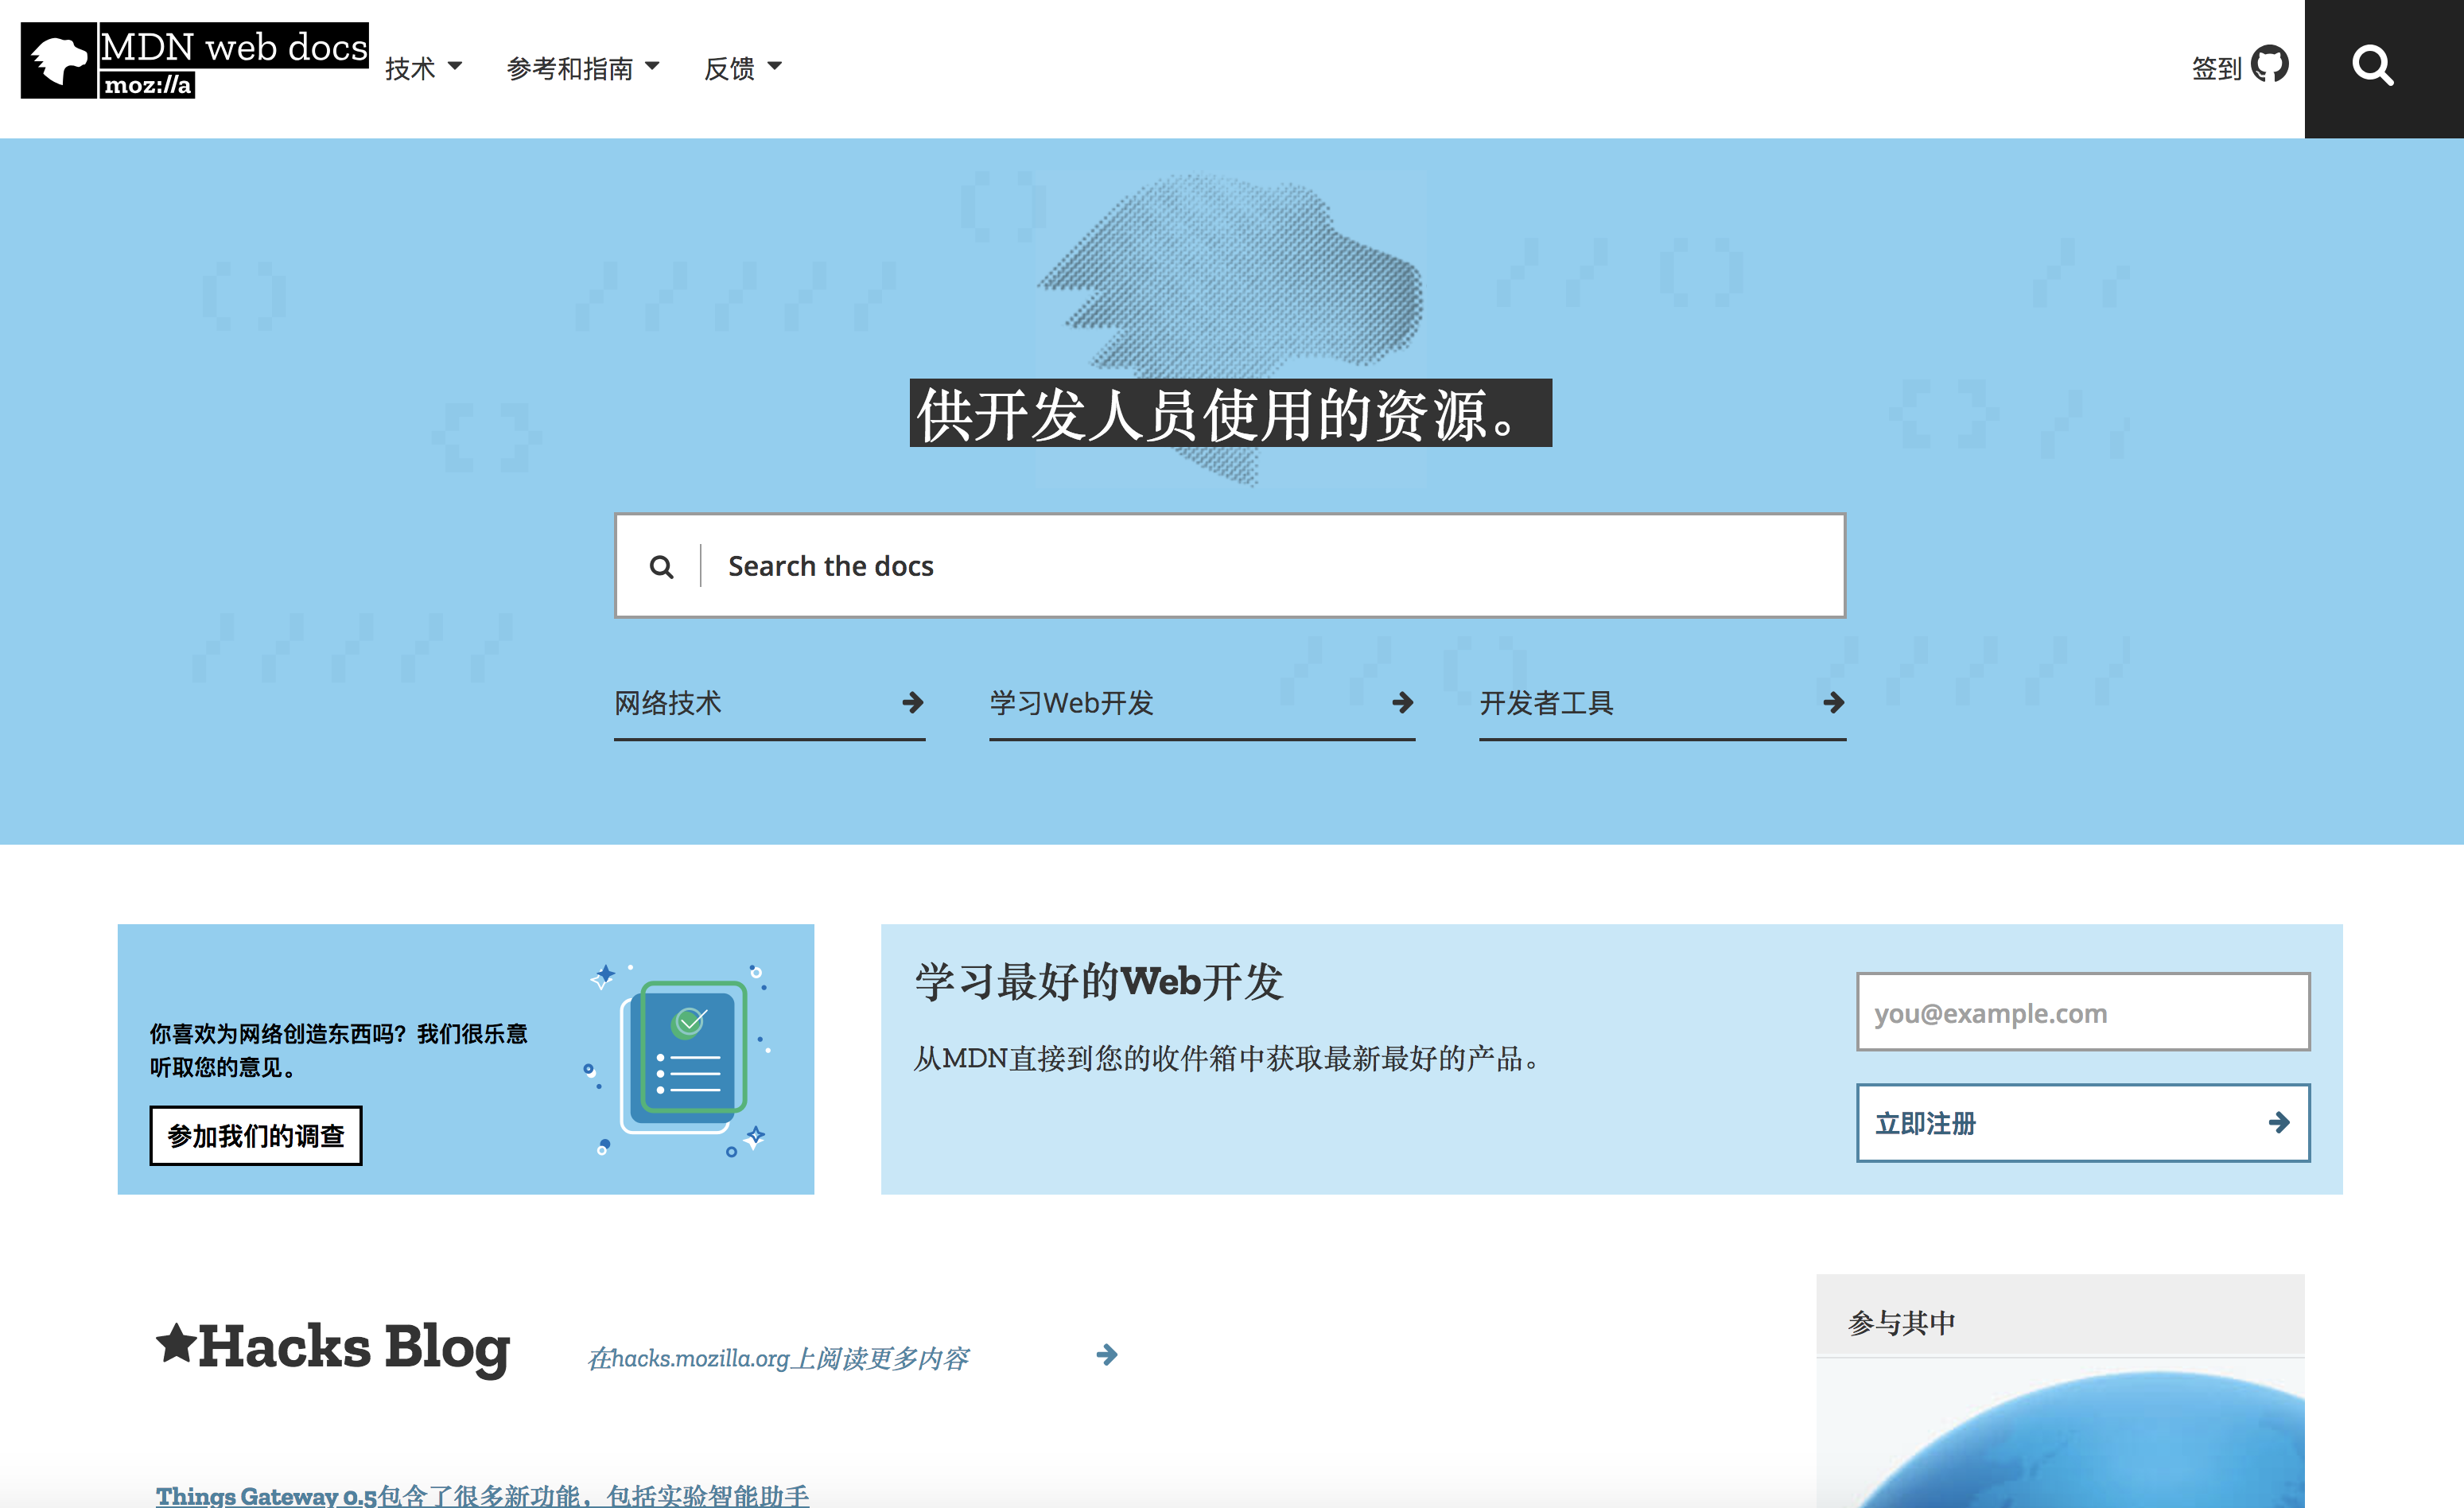 MDN web docs
moz://a
技术
参考和指南
反馈
签到
供开发人员使用的资源。
Search the docs
网络技术
学习Web开发
开发者工具
你喜欢为网络创造东西吗？我们很乐意
听取您的意见。
参加我们的调查
学习最好的Web开发
从MDN直接到您的收件箱中获取最新最好的产品。
you@example.com
立即注册
Hacks Blog
在hacks.mozilla.org上阅读更多内容
参与其中
Things Gateway 0.5包含了很多新功能，包括实验智能助手